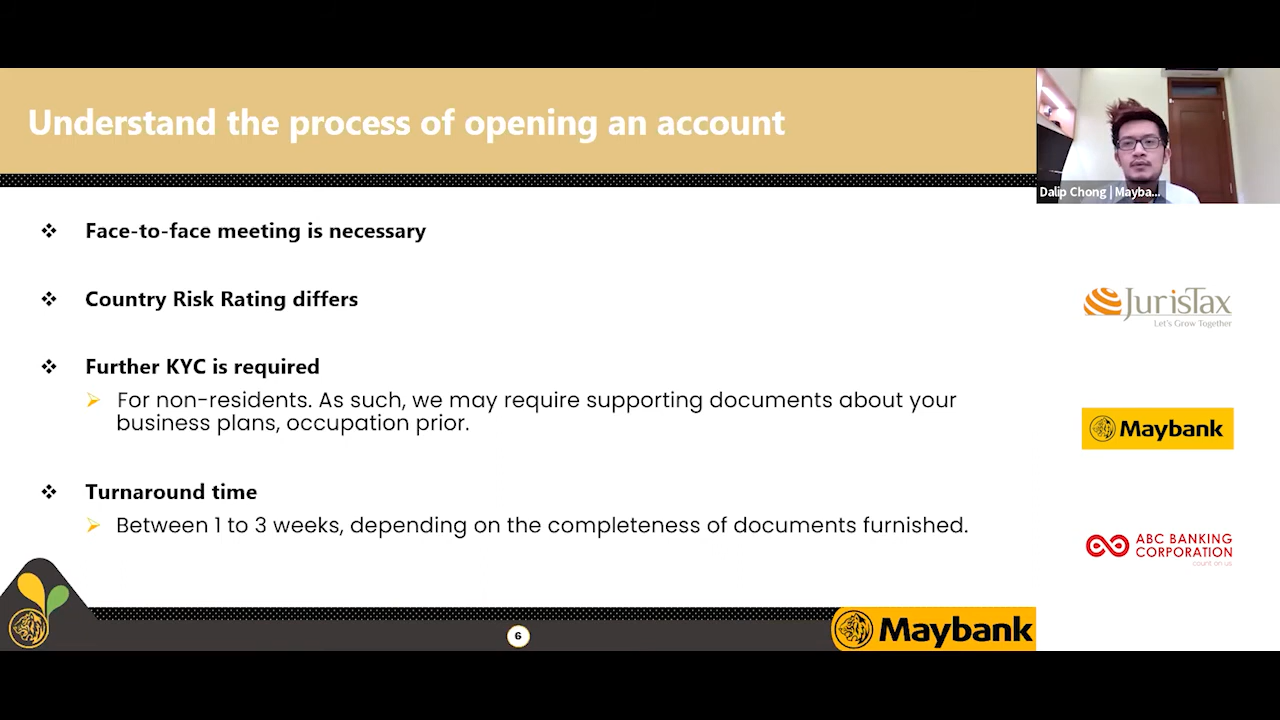 Understand the process of opening an account
Dalip Chong | Mayba...
Face-to-face meeting is necessary
Country Risk Rating differs
Further KYC is required
For non-residents. As such, we may require supporting documents about your
business plans, occupation prior.
Turnaround time
Between 1 to 3 weeks, depending on the completeness of documents furnished.
JurisTax
Let's Grow Together
Maybank
ABC BANKING
CORPORATION
count on us
6
Maybank